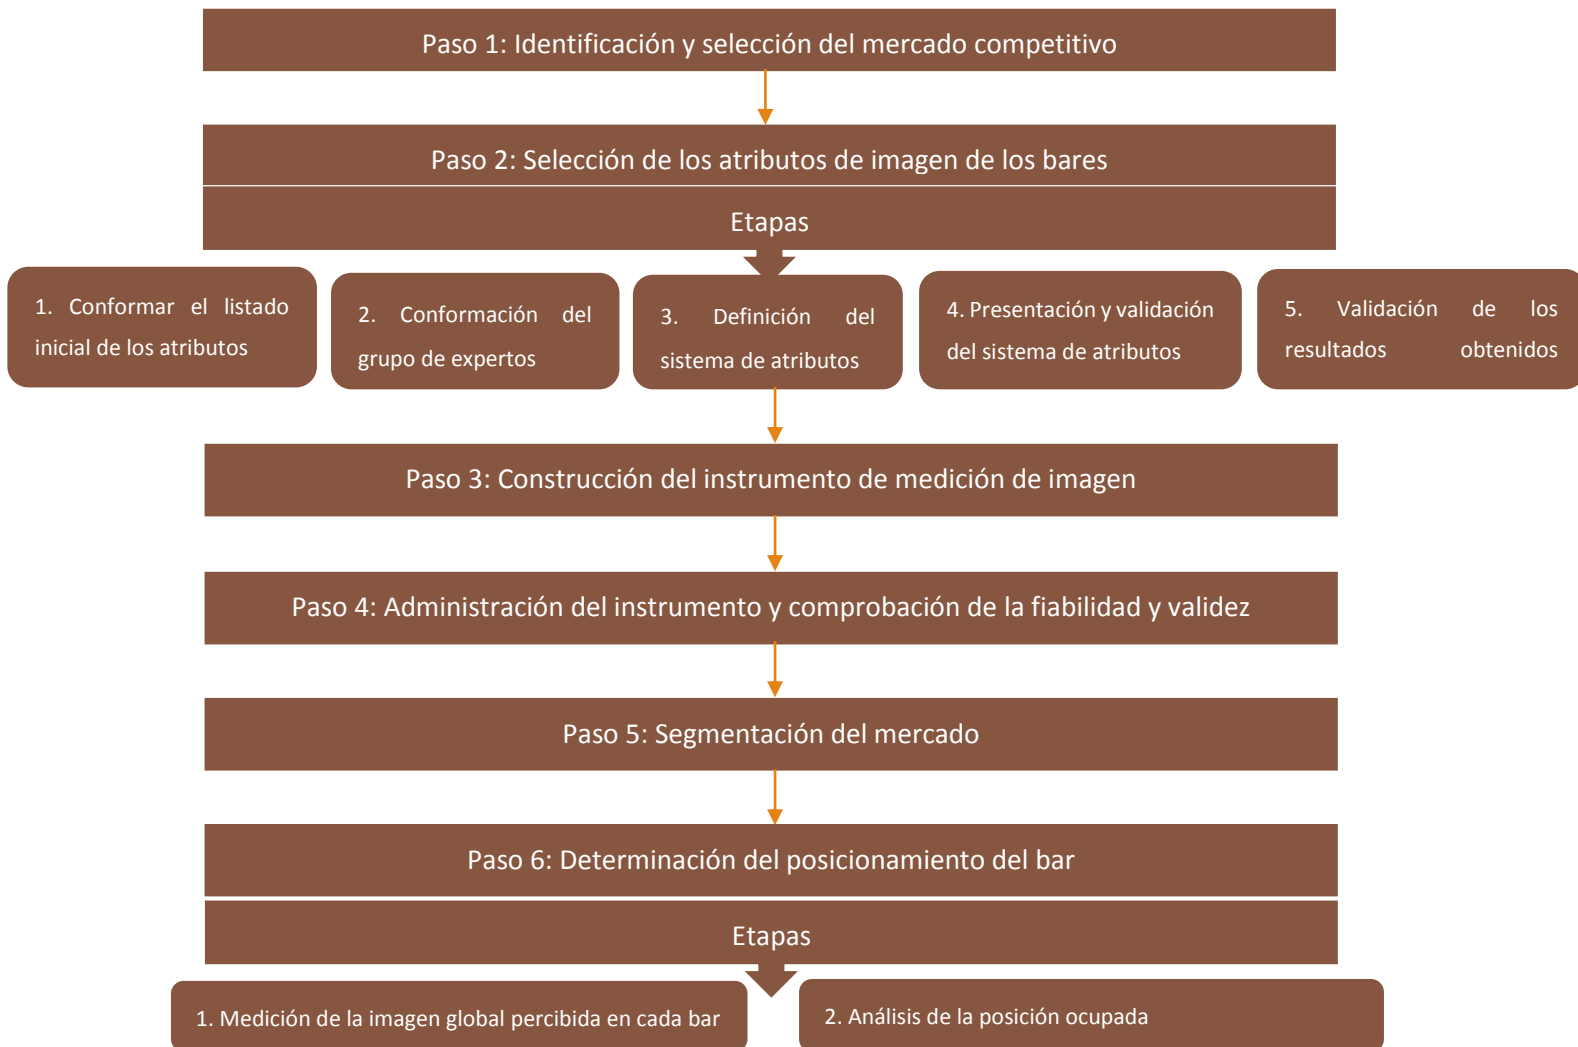 Paso 1: Identificación y selección del mercado competitivo
Paso 2: Selección de los atributos de imagen de los bares
Etapas
1. Conformar el listado
inicial de los atributos
2. Conformación del
grupo de expertos
3. Definición del
sistema de atributos
4. Presentación y validación
del sistema de atributos
5. Validación de los
resultados obtenidos
Paso 3: Construcción del instrumento de medición de imagen
Paso 4: Administración del instrumento y comprobación de la fiabilidad y validez
Paso 5: Segmentación del mercado
Paso 6: Determinación del posicionamiento del bar
Etapas
1. Medición de la imagen global percibida en cada bar
2. Análisis de la posición ocupada